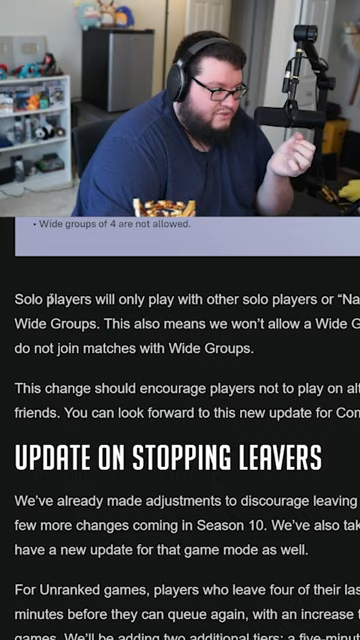 • Wide groups of 4 are not allowed.
Solo players will only play with other solo players or “Na
Wide Groups. This also means we won’t allow a Wide G
do not join matches with Wide Groups.
This change should encourage players not to play on alt
friends. You can look forward to this new update for Com
UPDATE ON STOPPING LEAVERS
We’ve already made adjustments to discourage leaving
few more changes coming in Season 10. We’ve also tak
have a new update for that game mode as well.
For Unranked games, players who leave four of their las
minutes before they can queue again, with an increase t
games. We’ll be adding two additional tiers: a five-minut